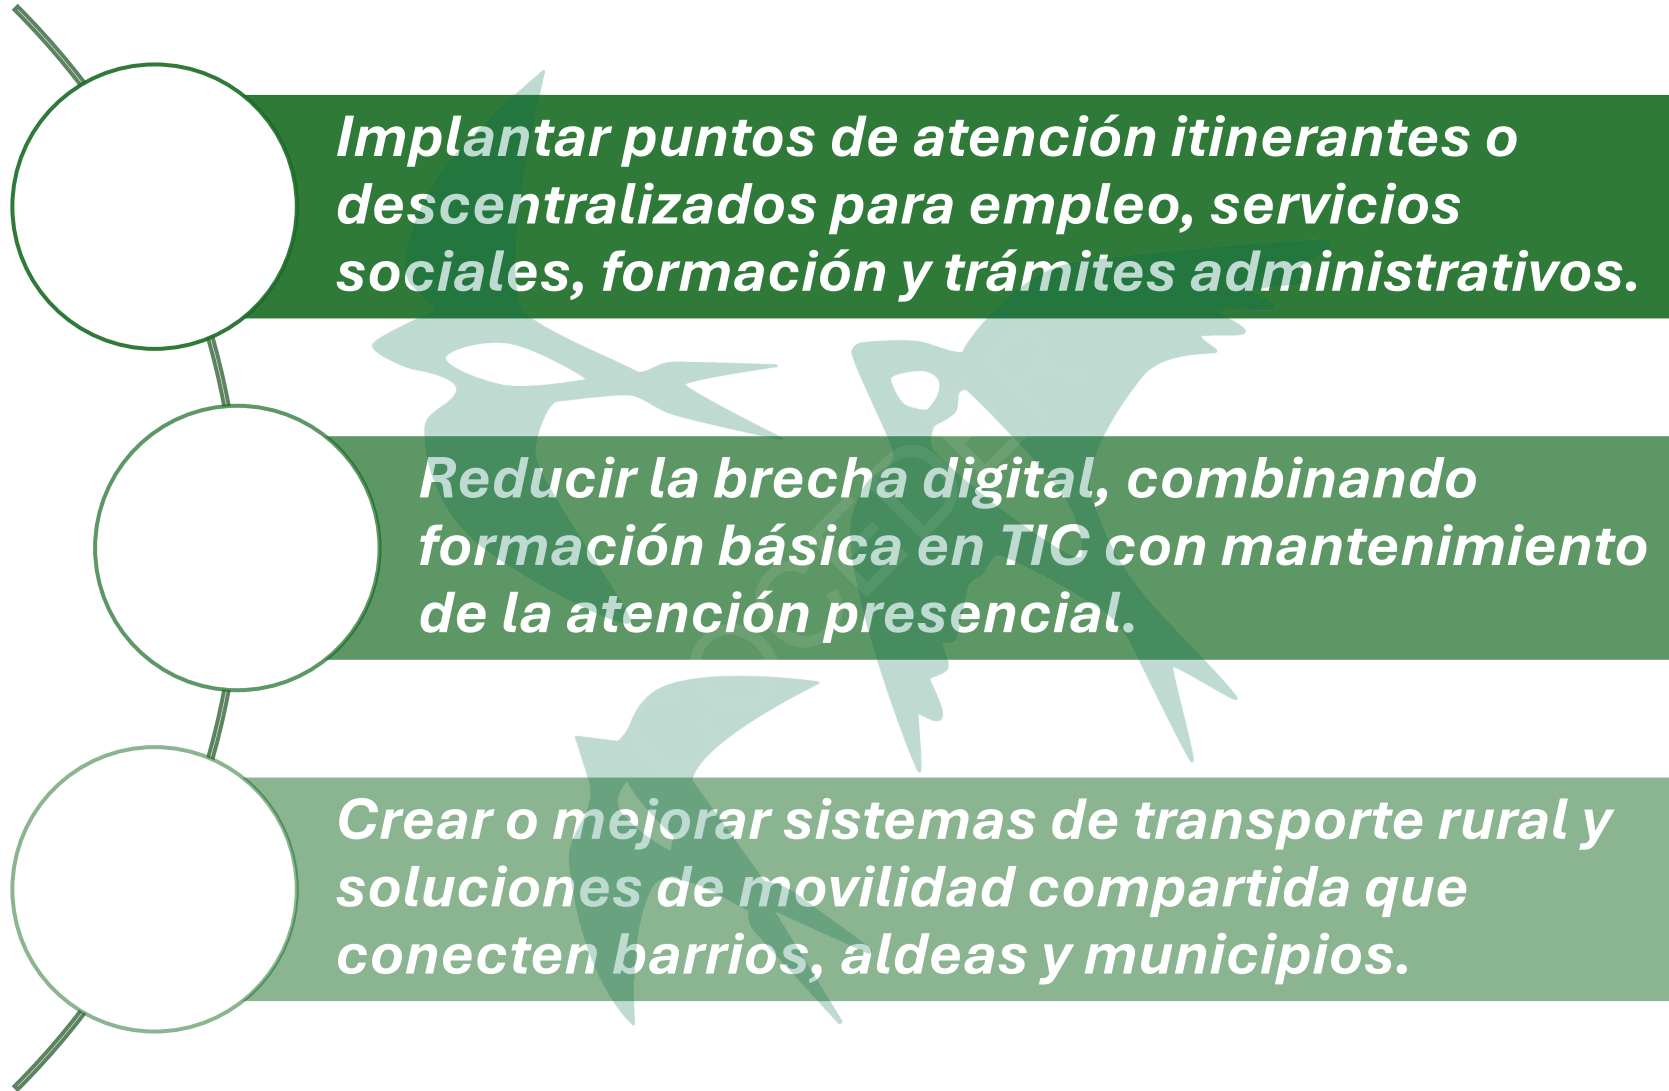 Implantar puntos de atención itinerantes o
descentralizados para empleo, servicios
sociales, formación y trámites administrativos.
Reducir la brecha digital, combinando
formación básica en TIC con mantenimiento
de la atención presencial.
Crear o mejorar sistemas de transporte rural y
soluciones de movilidad compartida que
conecten barrios, aldeas y municipios.